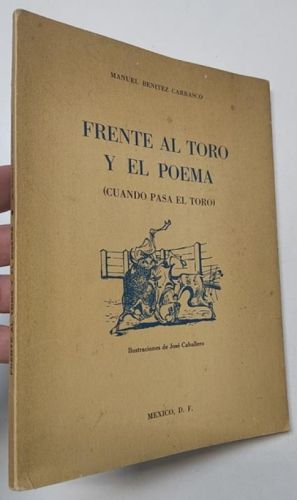 MANUEL BENITEZ CARRASCO
FRENTE AL TORO
Y EL POEMA
(CUANDO PASA EL TORO)
Ilustraciones de José Caballero
MEXICO, D. F.